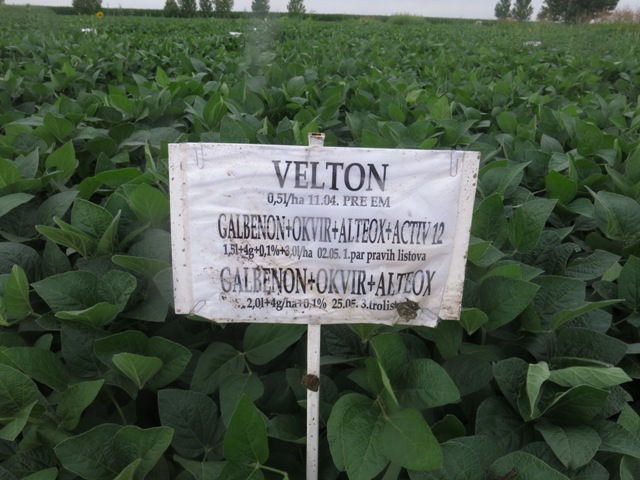 VELTON
0,5l/ha 11.04. PRE EM
GALBENON+OKVIR+ALTEOX+ACTIV 12
1,5l+4g+0,1%+3,0l/ha 02.05. 1.par pravih listova
GALBENON+OKVIR+ALTEOX
2,0l+4g/ha+0,1% 25.05.